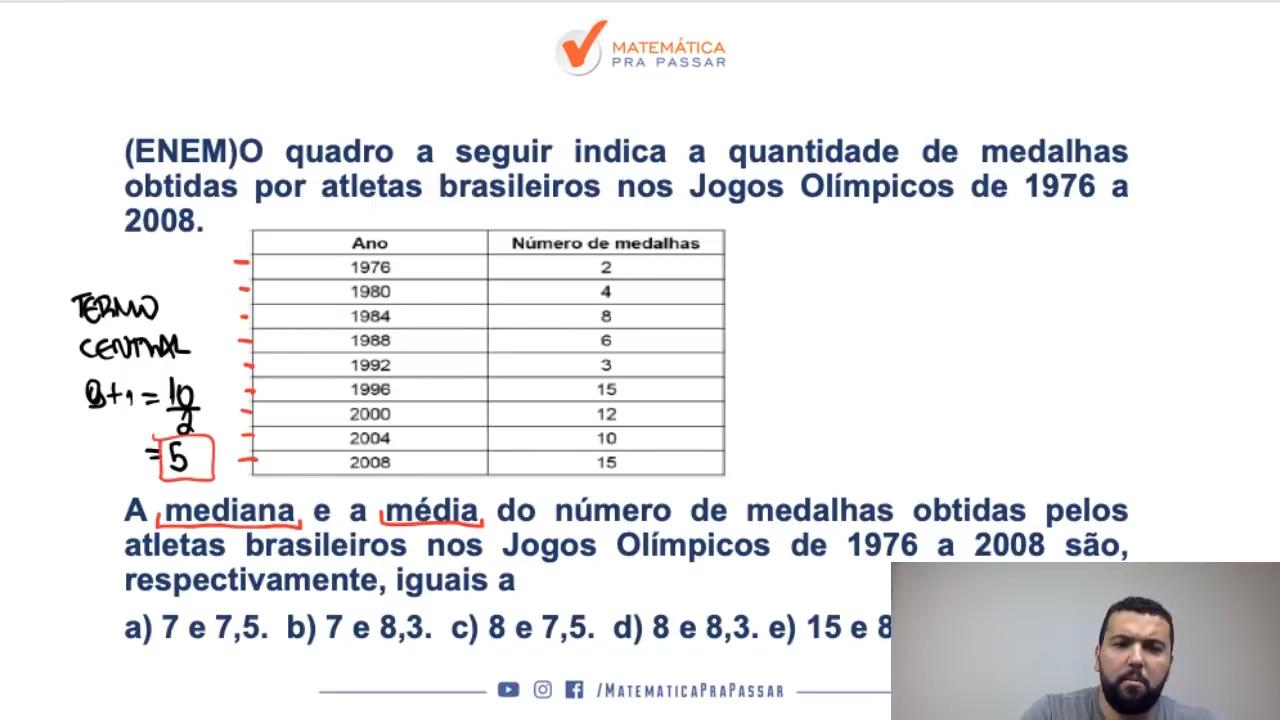 MATEMÁTICA
PRA PASSAR
(ENEM)O quadro a seguir indica a quantidade de medalhas
obtidas por atletas brasileiros nos Jogos Olímpicos de 1976 a
2008.
Ano Número de medalhas
1976 2
1980 4
1984 8
1988 6
1992 3
1996 15
2000 12
2004 10
2008 15
TERMO
CENTRAL
9+1 = 10
2
= 5
A mediana e a média do número de medalhas obtidas pelos
atletas brasileiros nos Jogos Olímpicos de 1976 a 2008 são,
respectivamente, iguais a
a) 7 e 7,5. b) 7 e 8,3. c) 8 e 7,5. d) 8 e 8,3. e) 15 e 8
/MATEMATICAPRAPASSAR